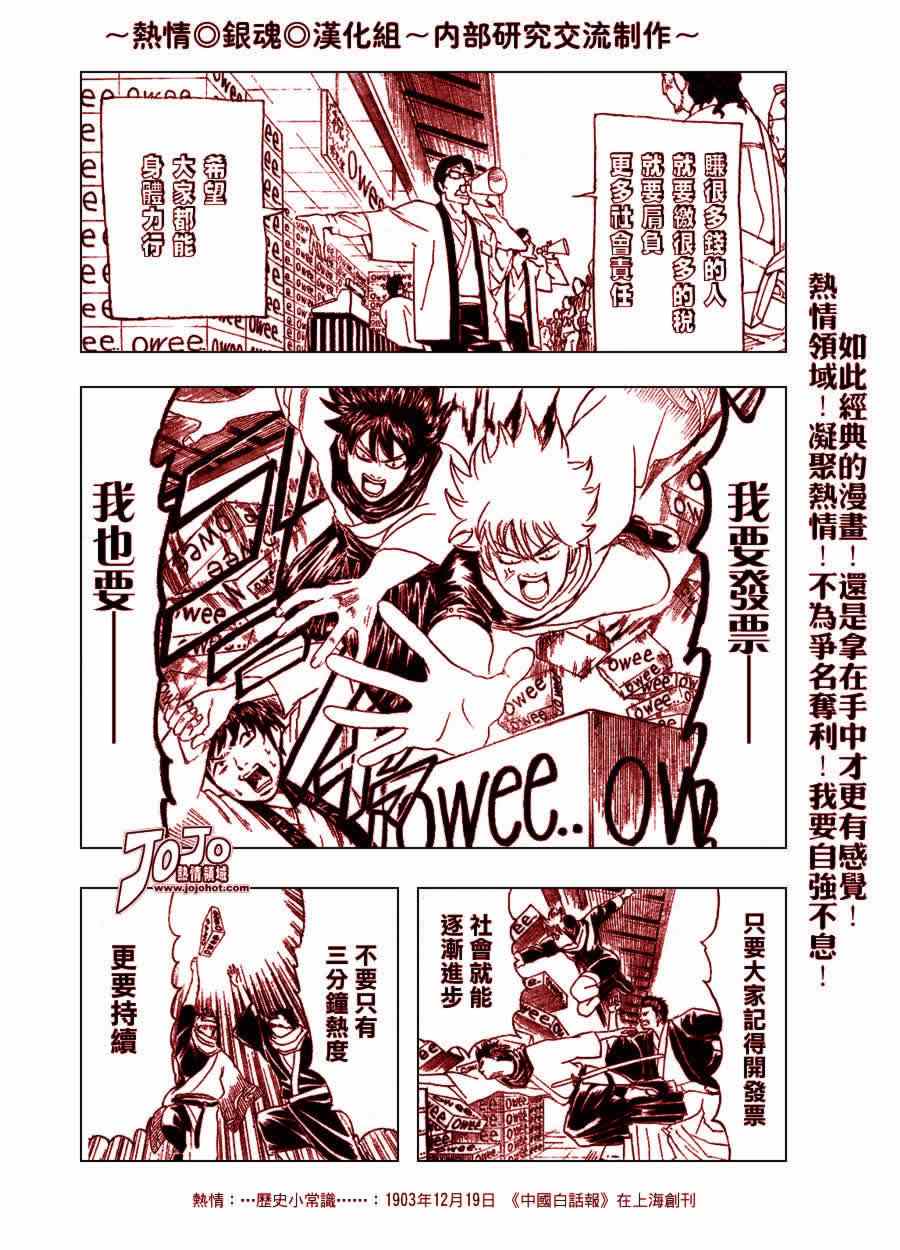 ～熱情◎銀魂◎漢化組～内部研究交流制作～
賺很多錢的人
就要繳很多的税
就要肩負
更多社會責任
希望
大家都能
身體力行
owee
我要發票——
我也要——
owee.. ow
如此經典的漫畫！還是拿在手中才更有感覺！
熱情領域！凝聚熱情！不為爭名奪利！我要自強不息！
JOJO
熱情領域
www.jojohot.com
只要大家記得開發票
社會就能
逐漸進步
不要只有
三分鐘熱度
更要持續
熱情：…歷史小常識……：1903年12月19日 《中國白話報》在上海創刊